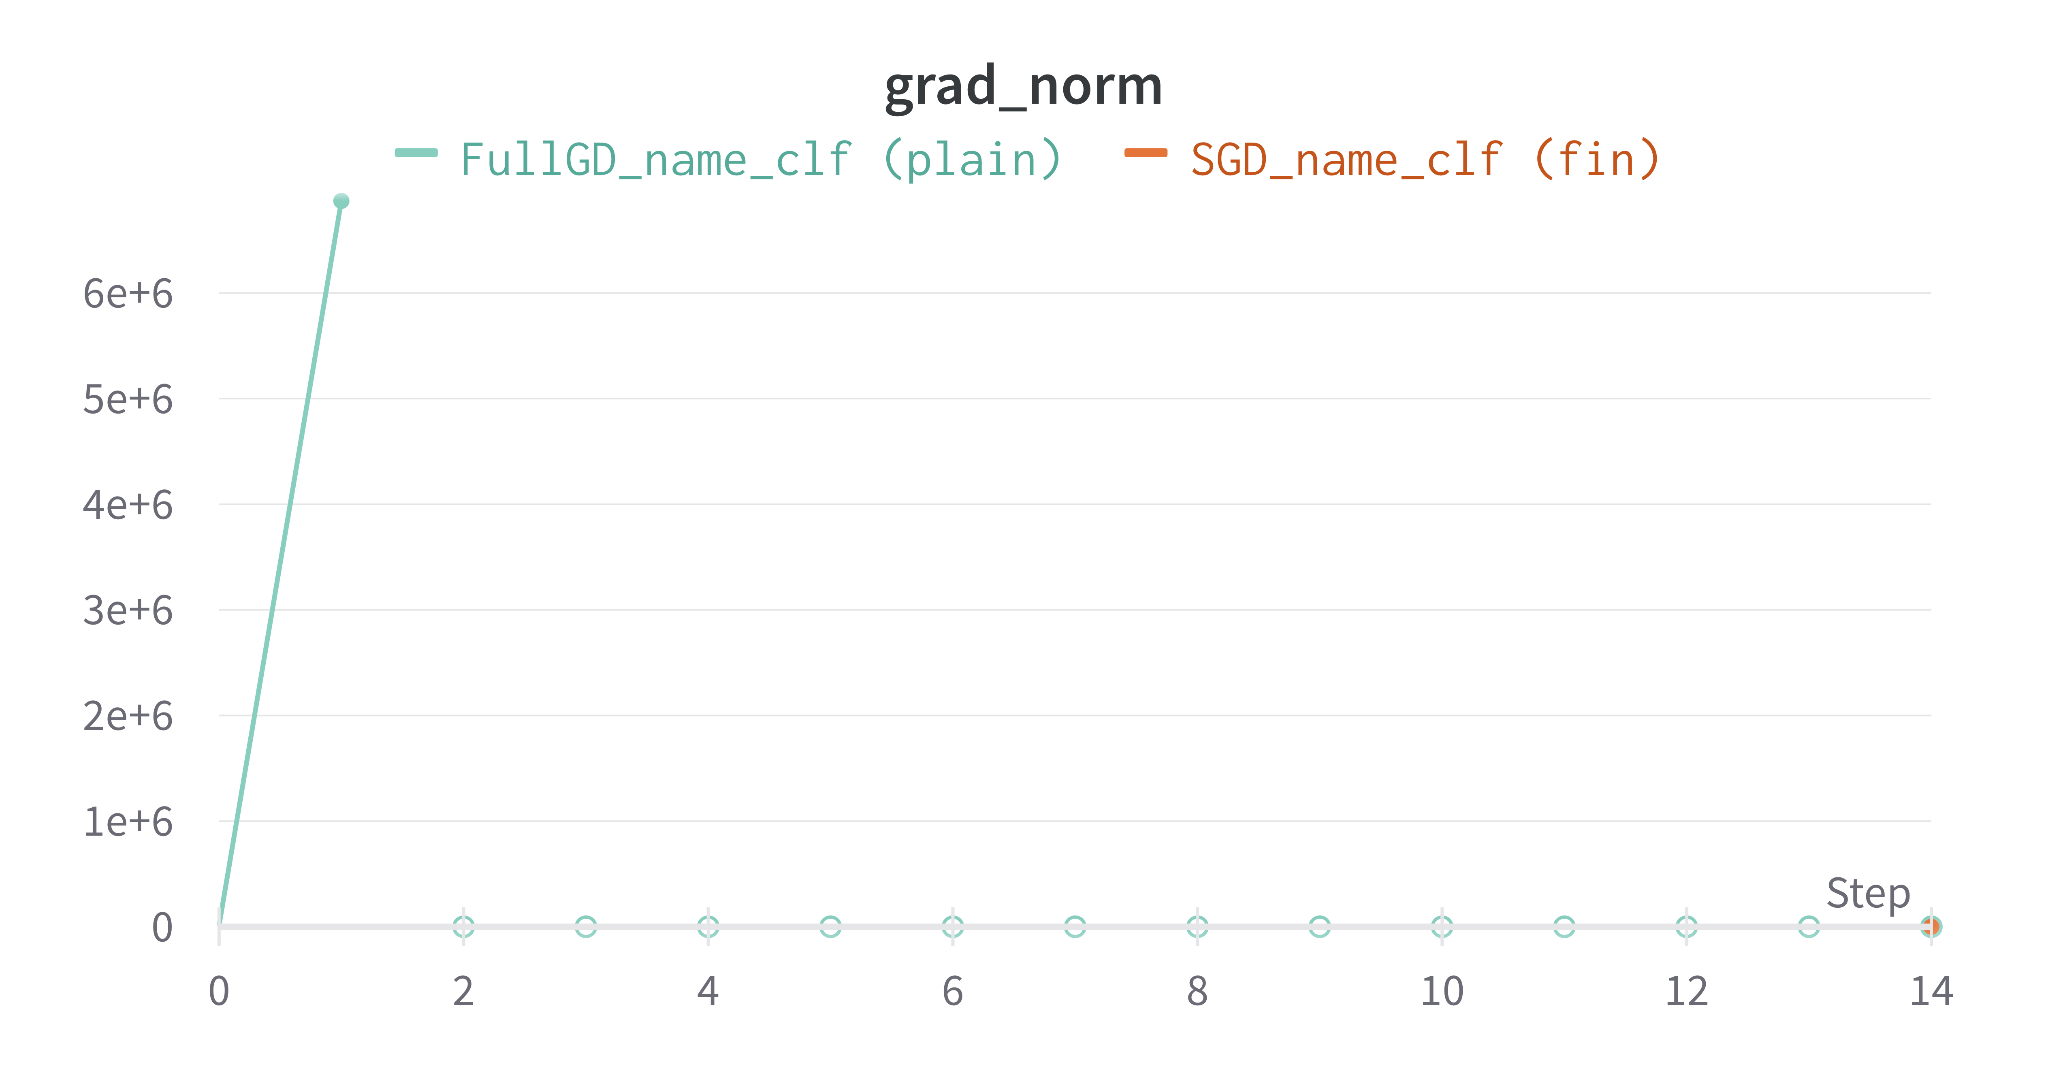 grad_norm
FullGD_name_clf (plain) SGD_name_clf (fin)
6e+6
5e+6
4e+6
3e+6
2e+6
1e+6
Step
0
0 2 4 6 8 10 12 14